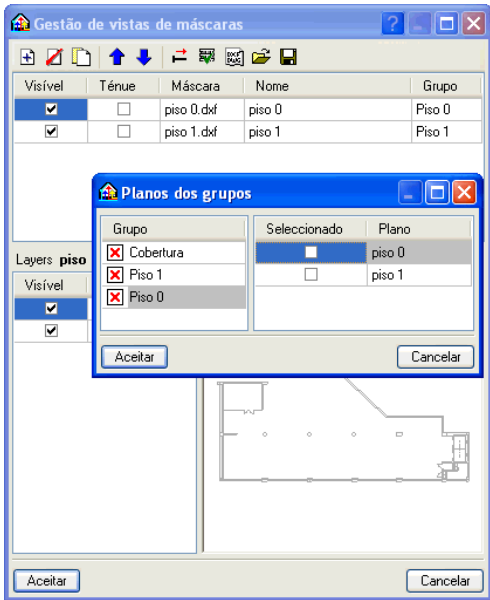 Gestão de vistas de máscaras
DXF DWG
Visível Ténue Máscara Nome Grupo
piso 0.dxf piso 0 Piso 0
piso 1.dxf piso 1 Piso 1
Planos dos grupos
Grupo Seleccionado Plano
Cobertura piso 0
Piso 1 piso 1
Piso 0
Aceitar Cancelar
Layers piso
Visível
Aceitar Cancelar